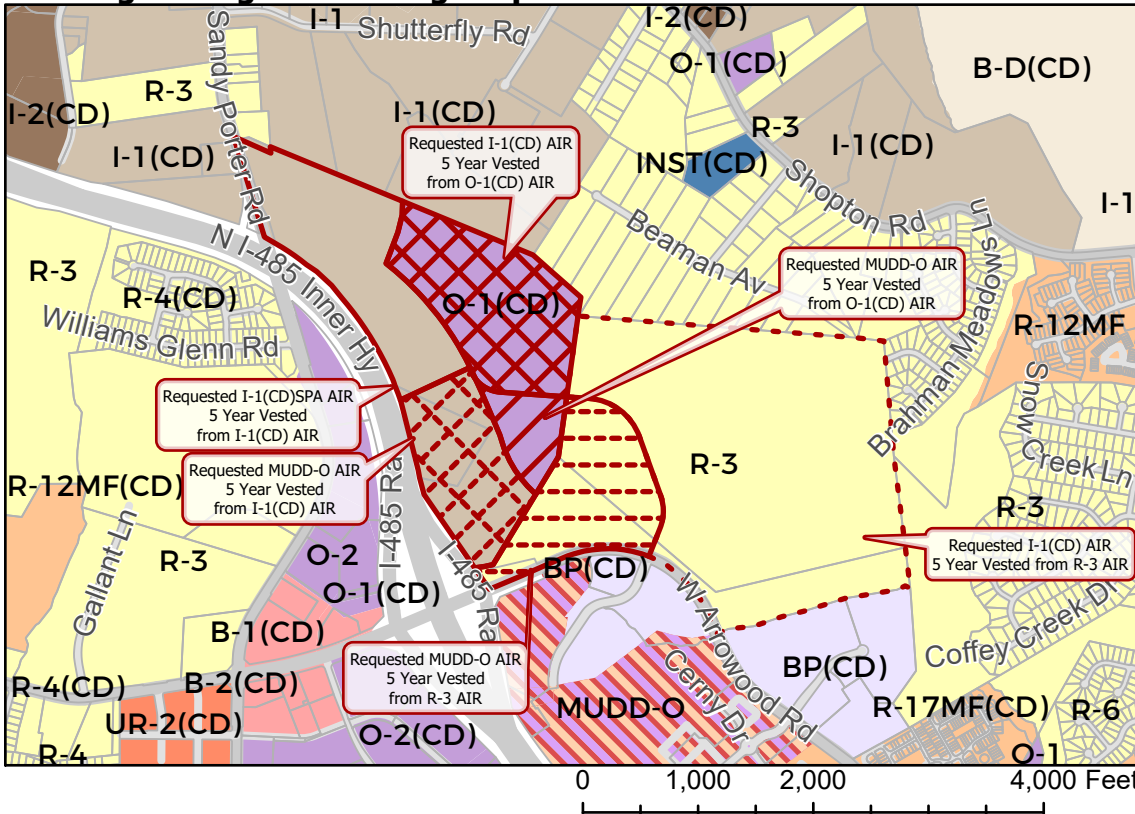 I-1
Shutterfly Rd
I-2(CD)
O-1(CD)
B-D(CD)
Sandy Porter Rd
R-3
I-2(CD)
I-1(CD)
R-3
I-1(CD)
I-1(CD)
Requested I-1(CD) AIR
5 Year Vested
from O-1(CD) AIR
INST(CD)
Shopton Rd
I-1
N I-485 Inner Hy
Beaman Av
Brahman Meadows Ln
R-3
R-4(CD)
Williams Glenn Rd
O-1(CD)
Requested MUDD-O AIR
5 Year Vested
from O-1(CD) AIR
R-12MF
Snow Creek Ln
Requested I-1(CD)SPA AIR
5 Year Vested
from I-1(CD) AIR
Requested MUDD-O AIR
5 Year Vested
from I-1(CD) AIR
R-3
R-12MF(CD)
I-485 Ra
I-485 Ra
R-3
Gallant Ln
R-3
O-2
O-1(CD)
BP(CD)
Requested I-1(CD) AIR
5 Year Vested from R-3 AIR
W Arrowood Rd
B-1(CD)
Requested MUDD-O AIR
5 Year Vested
from R-3 AIR
Coffey Creek Dr
BP(CD)
R-4(CD)
B-2(CD)
MUDD-O
Cerny Dr
R-17MF(CD)
R-6
UR-2(CD)
O-2(CD)
R-4
O-1
0 1,000 2,000 4,000 Feet